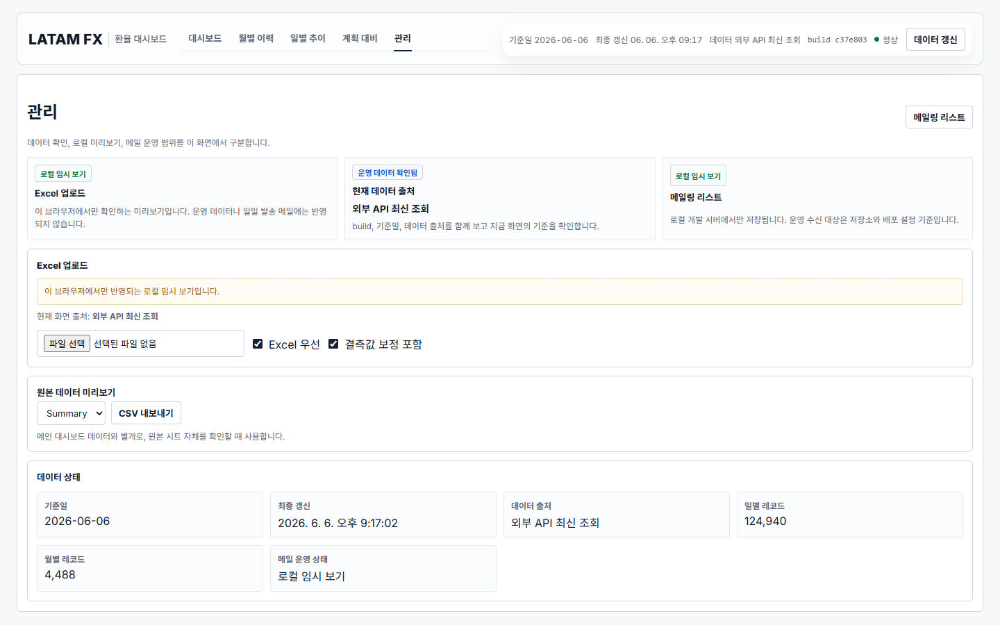 LATAM FX 환율 대시보드
대시보드 월별 이력 일별 추이 계획 대비 관리
기준일 2026-06-06 최종 갱신 06. 06. 오후 09:17 데이터 외부 API 최신 조회 build c37e803 정상 데이터 갱신
관리
메일링 리스트
데이터 확인, 로컬 미리보기, 메일 운영 범위를 이 화면에서 구분합니다.
로컬 임시 보기
Excel 업로드
이 브라우저에서만 확인하는 미리보기입니다. 운영 데이터나 일일 발송 메일에는 반영
되지 않습니다.
운영 데이터 확인됨
현재 데이터 출처
외부 API 최신 조회
build, 기준일, 데이터 출처를 함께 보고 지금 화면의 기준을 확인합니다.
로컬 임시 보기
메일링 리스트
로컬 개발 서버에서만 저장됩니다. 운영 수신 대상은 저장소와 배포 설정 기준입니다.
Excel 업로드
이 브라우저에서만 반영되는 로컬 임시 보기입니다.
현재 화면 출처: 외부 API 최신 조회
파일 선택 선택된 파일 없음 Excel 우선 결측값 보정 포함
원본 데이터 미리보기
Summary CSV 내보내기
메인 대시보드 데이터와 별개로, 원본 시트 자체를 확인할 때 사용합니다.
데이터 상태
기준일
2026-06-06
최종 갱신
2026. 6. 6. 오후 9:17:02
데이터 출처
외부 API 최신 조회
일별 레코드
124,940
월별 레코드
4,488
메일 운영 상태
로컬 임시 보기